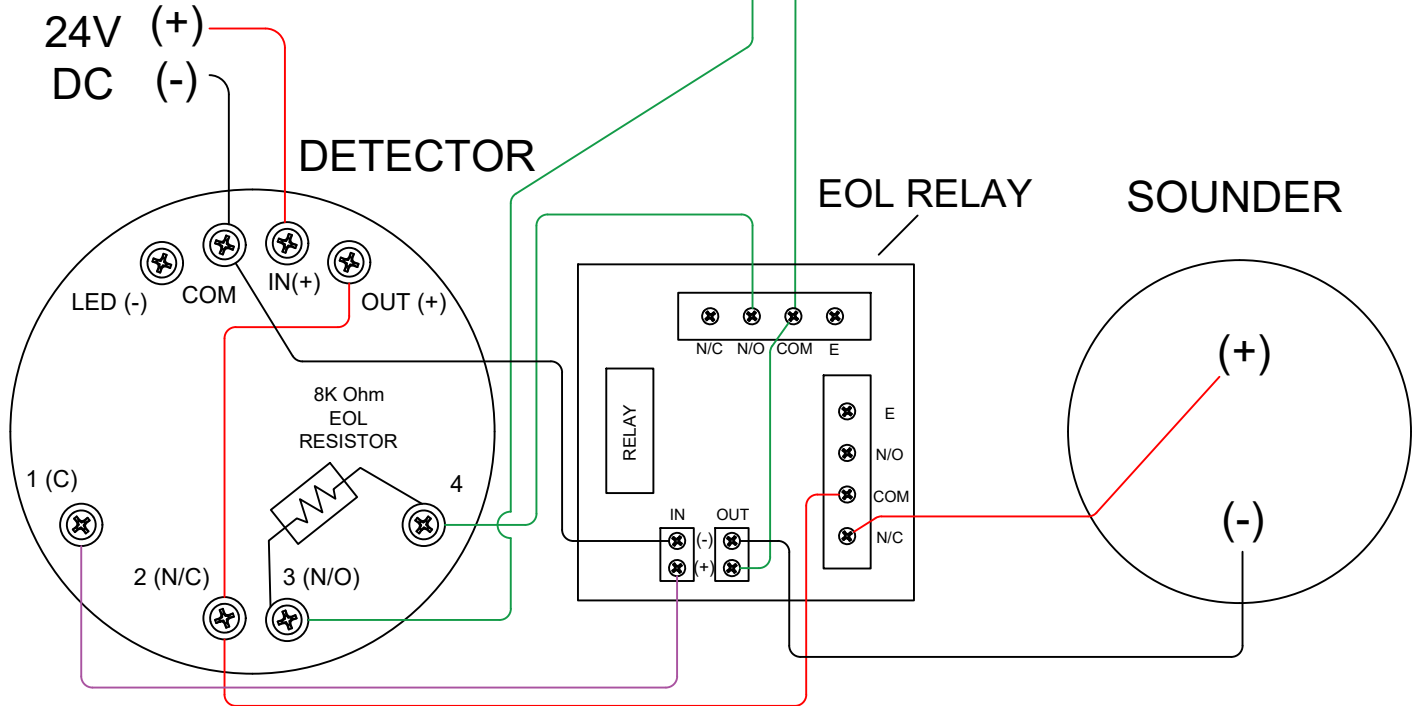 24V (+)
DC (-)
DETECTOR
EOL RELAY
SOUNDER
LED (-)
COM
IN(+)
OUT (+)
8K Ohm
EOL
RESISTOR
1 (C)
2 (N/C)
3 (N/O)
4
N/C N/O COM E
RELAY
E
N/O
COM
N/C
IN OUT
(-)
(+)
(+)
(-)